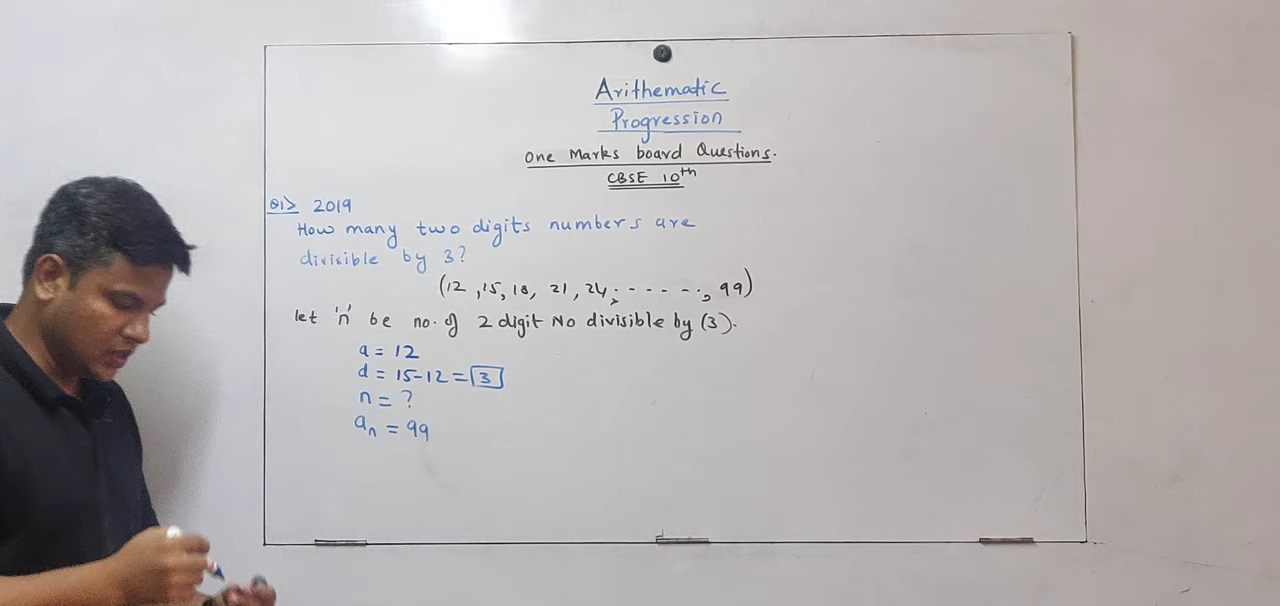 Arithematic
Progression
One Marks board Questions.
CBSE 10th
Q1> 2019
How many two digits numbers are
divisible by 3?
(12, 15, 18, 21, 24, - - - - - -, 99)
let 'n' be no. of 2 digit No divisible by (3).
a = 12
d = 15-12 = 3
n = ?
an = 99